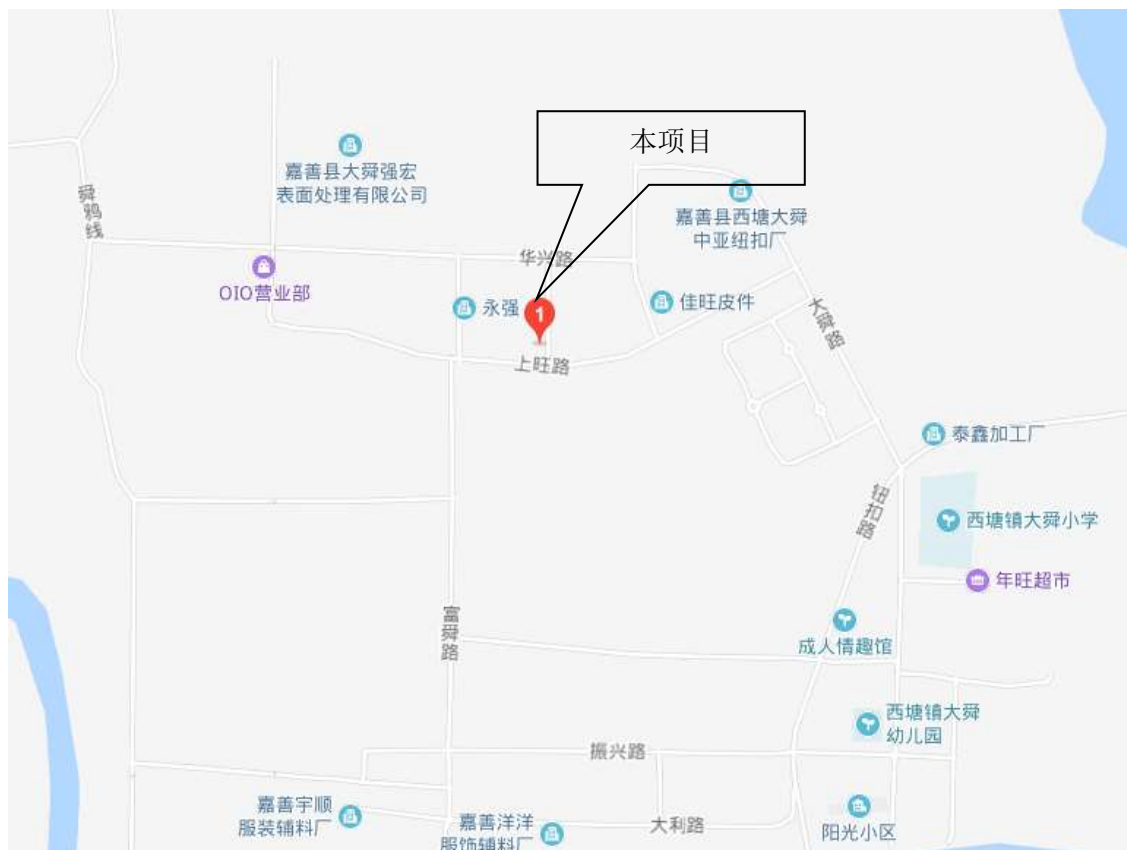 本项目
嘉善县大舜强宏
表面处理有限公司
舜鸦线
嘉善县西塘大舜
中亚纽扣厂
华兴路
OIO营业部
永强
1
佳旺皮件
大舜路
上旺路
泰鑫加工厂
钮扣路
西塘镇大舜小学
年旺超市
富舜路
成人情趣馆
西塘镇大舜
幼儿园
振兴路
嘉善宇顺
服装辅料厂
嘉善洋洋
服饰辅料厂
大利路
阳光小区